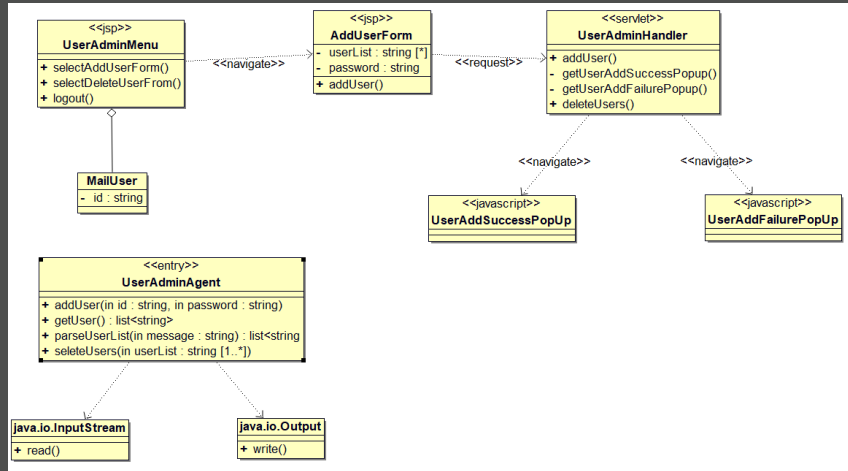 <<jsp>>
UserAdminMenu
+ selectAddUserForm()
+ selectDeleteUserFrom()
+ logout()
<<navigate>>
<<jsp>>
AddUserForm
- userList : string [*]
- password : string
+ addUser()
<<request>>
<<servlet>>
UserAdminHandler
+ addUser()
- getUserAddSuccessPopup()
- getUserAddFailurePopup()
+ deleteUsers()
MailUser
- id : string
<<navigate>>
<<navigate>>
<<javascript>>
UserAddSuccessPopUp
<<javascript>>
UserAddFailurePopUp
<<entry>>
UserAdminAgent
+ addUser(in id : string, in password : string)
+ getUser() : list<string>
+ parseUserList(in message : string) : list<string
+ seleteUsers(in userList : string [1..*])
java.io.InputStream
+ read()
java.io.Output
+ write()